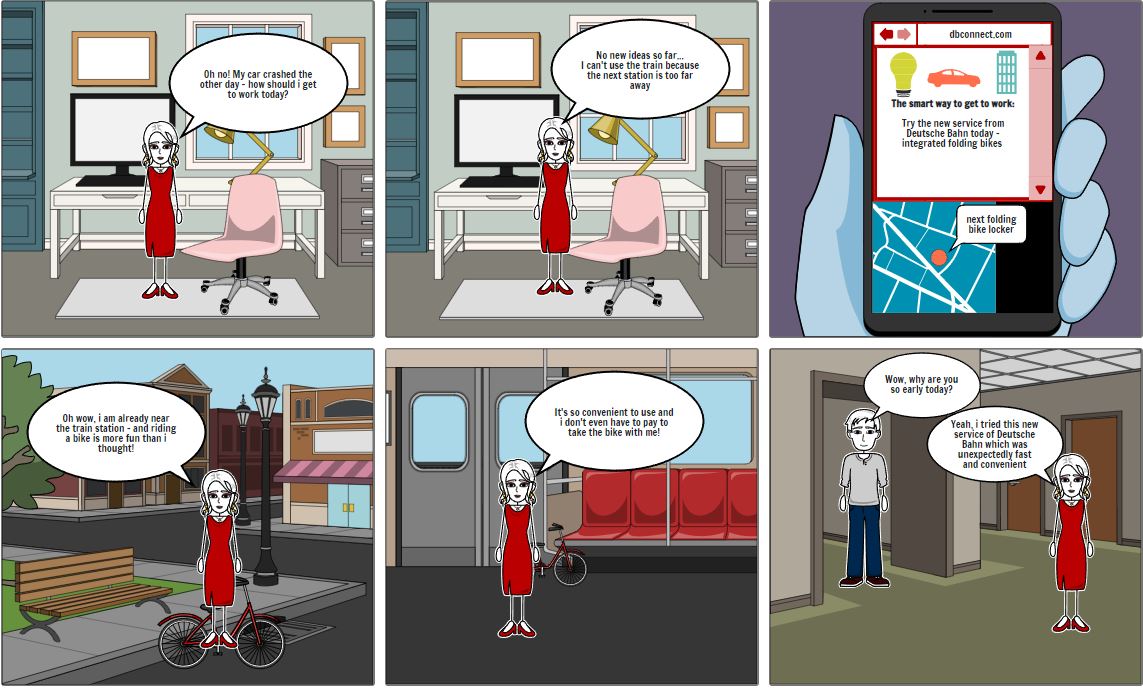 Oh no! My car crashed the
other day - how should i get
to work today?
No new ideas so far...
I can't use the train because
the next station is too far
away
dbconnect.com
The smart way to get to work:
Try the new service from
Deutsche Bahn today -
integrated folding bikes
next folding
bike locker
Oh wow, i am already near
the train station - and riding
a bike is more fun than i
thought!
It's so convenient to use and
i don't even have to pay to
take the bike with me!
Wow, why are you
so early today?
Yeah, i tried this new
service of Deutsche
Bahn which was
unexpectedly fast
and convenient